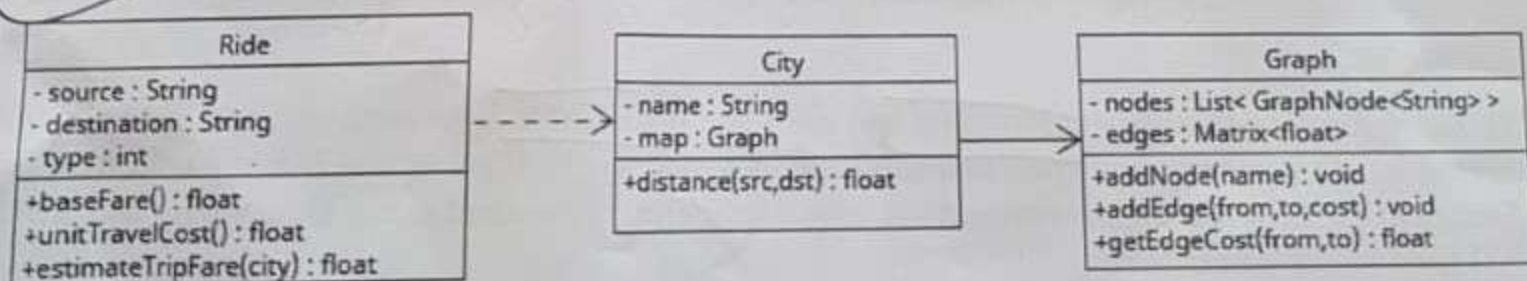 Ride
- source : String
- destination : String
- type : int
+baseFare() : float
+unitTravelCost() : float
+estimateTripFare(city) : float
City
- name : String
- map : Graph
+distance(src,dst) : float
Graph
- nodes : List< GraphNode<String> >
- edges : Matrix<float>
+addNode(name) : void
+addEdge(from,to,cost) : void
+getEdgeCost(from,to) : float